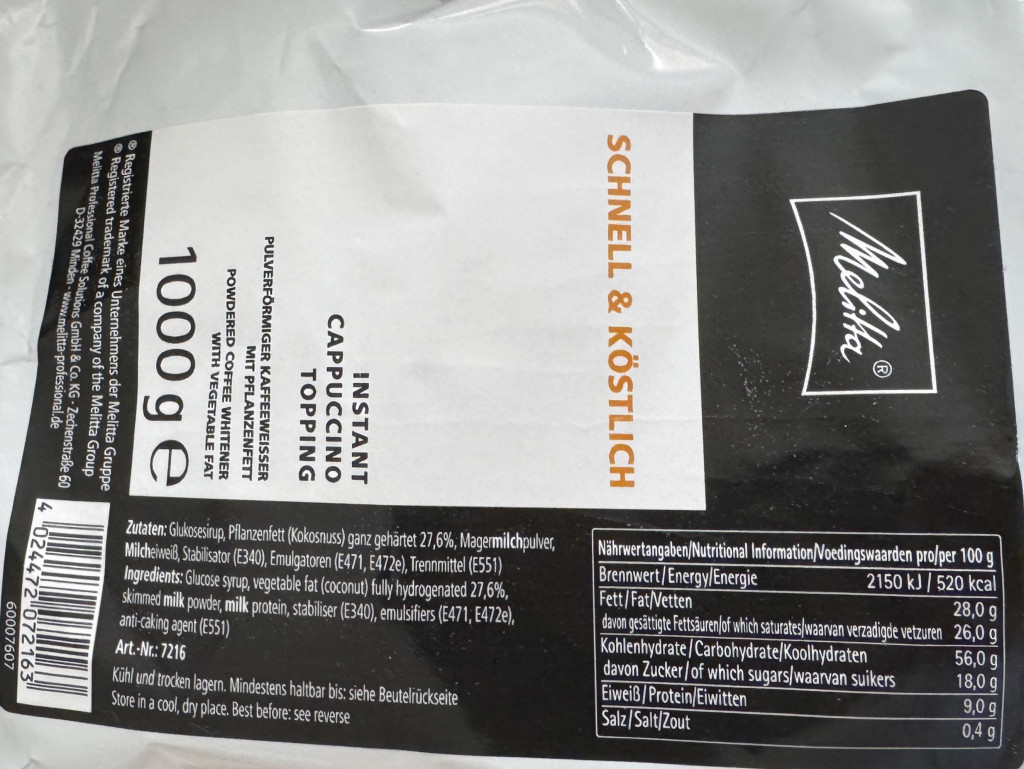 Melitta®
SCHNELL & KÖSTLICH
INSTANT
CAPPUCCINO
TOPPING
PULVERFÖRMIGER KAFFEEWEISSER
MIT PFLANZENFETT
POWDERED COFFEE WHITENER
WITH VEGETABLE FAT
1000 g e
® Registrierte Marke eines Unternehmens der Melitta Gruppe
® Registered trademark of a company of the Melitta Group
Melitta Professional Coffee Solutions GmbH & Co. KG - Zechenstraße 60
D-32429 Minden - www.melitta-professional.de
Nährwertangaben/Nutritional Information/Voedingswaarden pro/per 100 g
Brennwert/Energy/Energie 2150 kJ / 520 kcal
Fett/Fat/Vetten 28,0 g
davon gesättigte Fettsäuren/of which saturates/waarvan verzadigde vetzuren 26,0 g
Kohlenhydrate/Carbohydrate/Koolhydraten 56,0 g
davon Zucker/of which sugars/waarvan suikers 18,0 g
Eiweiß/Protein/Eiwitten 9,0 g
Salz/Salt/Zout 0,4 g
Zutaten: Glukosesirup, Pflanzenfett (Kokosnuss) ganz gehärtet 27,6%, Magermilchpulver,
Milcheiweiß, Stabilisator (E340), Emulgatoren (E471, E472e), Trennmittel (E551)
Ingredients: Glucose syrup, vegetable fat (coconut) fully hydrogenated 27,6%,
skimmed milk powder, milk protein, stabiliser (E340), emulsifiers (E471, E472e),
anti-caking agent (E551)
Art.-Nr.: 7216
Kühl und trocken lagern. Mindestens haltbar bis: siehe Beutelrückseite
Store in a cool, dry place. Best before: see reverse
4 024472 072163
60007607